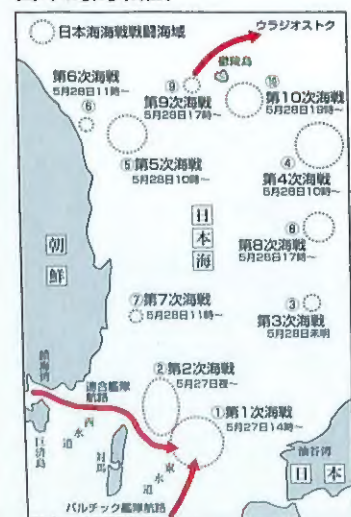 日本海海戦戦闘海域
ウラジオストク
鬱陵島
第6次海戦
5月28日11時〜
⑥
⑨
第9次海戦
5月28日17時〜
⑩
第10次海戦
5月28日18時〜
⑤第5次海戦
5月28日10時〜
④
第4次海戦
5月28日10時〜
朝鮮
日本海
⑧
第8次海戦
5月28日17時〜
⑦第7次海戦
5月28日11時〜
③
第3次海戦
5月28日未明
鎮海湾
連合艦隊
航路
②第2次海戦
5月27日夜〜
①第1次海戦
5月27日14時〜
巨済島
西水道
対馬
東水道
油谷湾
日本
バルチック艦隊航路